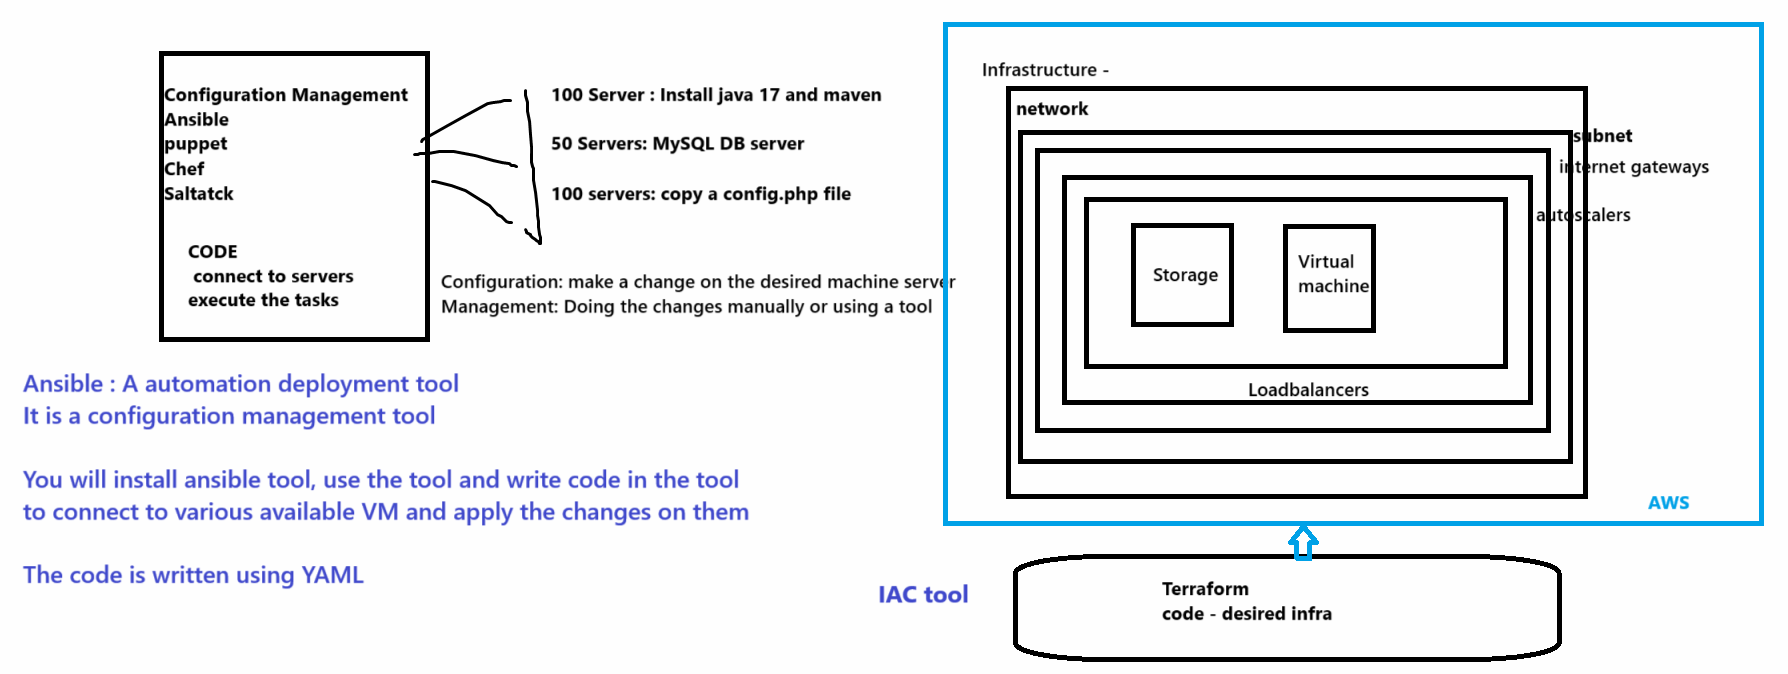 Configuration Management
Ansible
puppet
Chef
Saltatck
CODE
connect to servers
execute the tasks
100 Server : Install java 17 and maven
50 Servers: MySQL DB server
100 servers: copy a config.php file
Configuration: make a change on the desired machine server
Management: Doing the changes manually or using a tool
Ansible : A automation deployment tool
It is a configuration management tool
You will install ansible tool, use the tool and write code in the tool
to connect to various available VM and apply the changes on them
The code is written using YAML
Infrastructure -
network
subnet
internet gateways
autoscalers
Storage
Virtual
machine
Loadbalancers
AWS
IAC tool
Terraform
code - desired infra